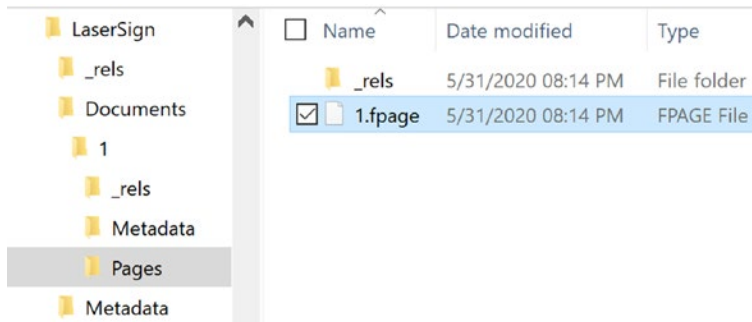 LaserSign
_rels
Documents
1
_rels
Metadata
Pages
Metadata
Name Date modified Type
_rels 5/31/2020 08:14 PM File folder
1.fpage 5/31/2020 08:14 PM FPAGE File